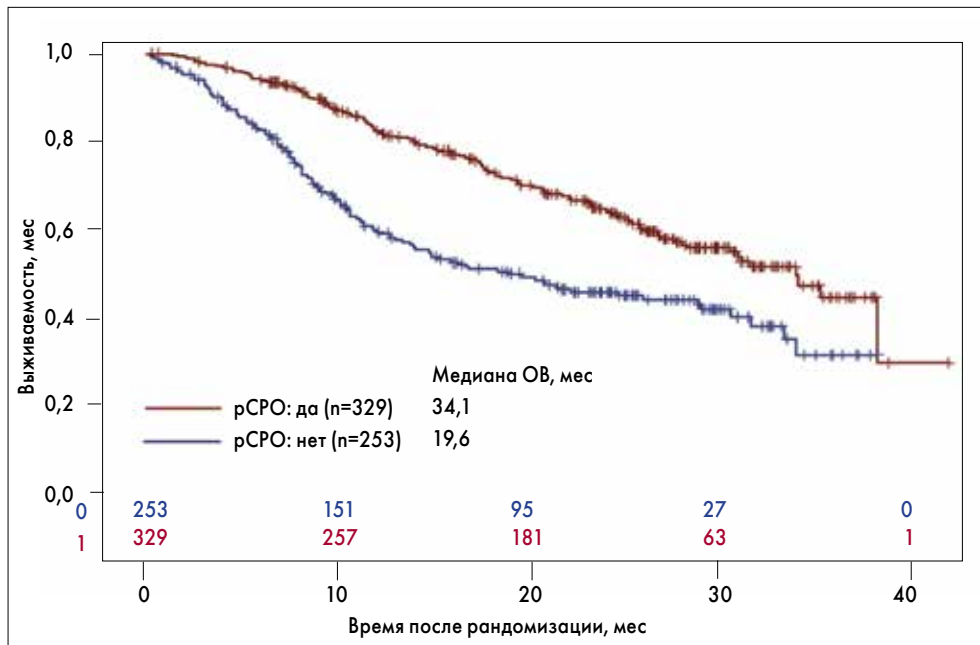 1,0
0,8
0,6
0,4
0,2
0,0
Выживаемость, мес
Медиана ОВ, мес
рСРО: да (n=329) 34,1
рСРО: нет (n=253) 19,6
0 253 151 95 27 0
1 329 257 181 63 1
0 10 20 30 40
Время после рандомизации, мес